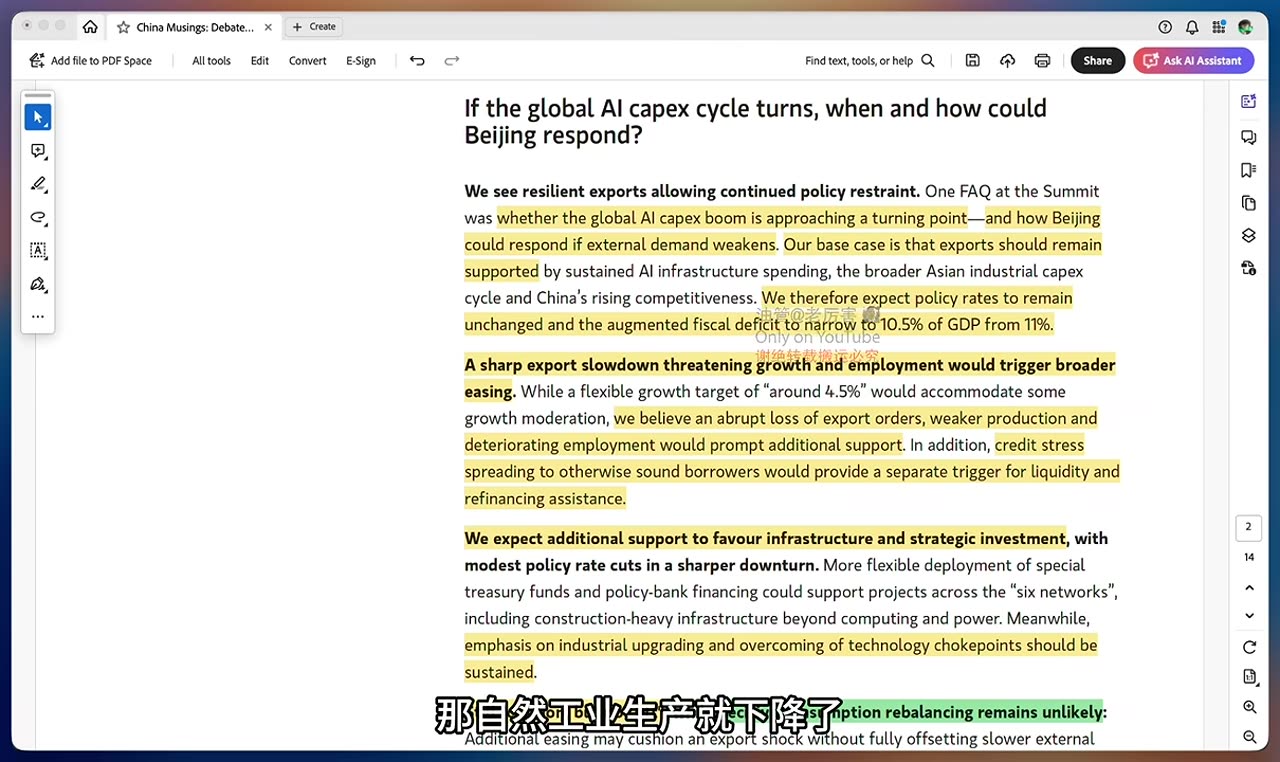 China Musings: Debate...
Create
Add file to PDF Space
All tools
Edit
Convert
E-Sign
Find text, tools, or help
Share
Ask AI Assistant
If the global AI capex cycle turns, when and how could
Beijing respond?
We see resilient exports allowing continued policy restraint. One FAQ at the Summit
was whether the global AI capex boom is approaching a turning point—and how Beijing
could respond if external demand weakens. Our base case is that exports should remain
supported by sustained AI infrastructure spending, the broader Asian industrial capex
cycle and China's rising competitiveness. We therefore expect policy rates to remain
unchanged and the augmented fiscal deficit to narrow to 10.5% of GDP from 11%.
油管@老厉害
Only on YouTube
谢绝转载搬运必究
A sharp export slowdown threatening growth and employment would trigger broader
easing. While a flexible growth target of “around 4.5%” would accommodate some
growth moderation, we believe an abrupt loss of export orders, weaker production and
deteriorating employment would prompt additional support. In addition, credit stress
spreading to otherwise sound borrowers would provide a separate trigger for liquidity and
refinancing assistance.
We expect additional support to favour infrastructure and strategic investment, with
modest policy rate cuts in a sharper downturn. More flexible deployment of special
treasury funds and policy-bank financing could support projects across the “six networks”,
including construction-heavy infrastructure beyond computing and power. Meanwhile,
emphasis on industrial upgrading and overcoming of technology chokepoints should be
sustained.
rebalancing remains unlikely:
那自然工业生产就下降了
Additional easing may cushion an export shock without fully offsetting slower external
2
14